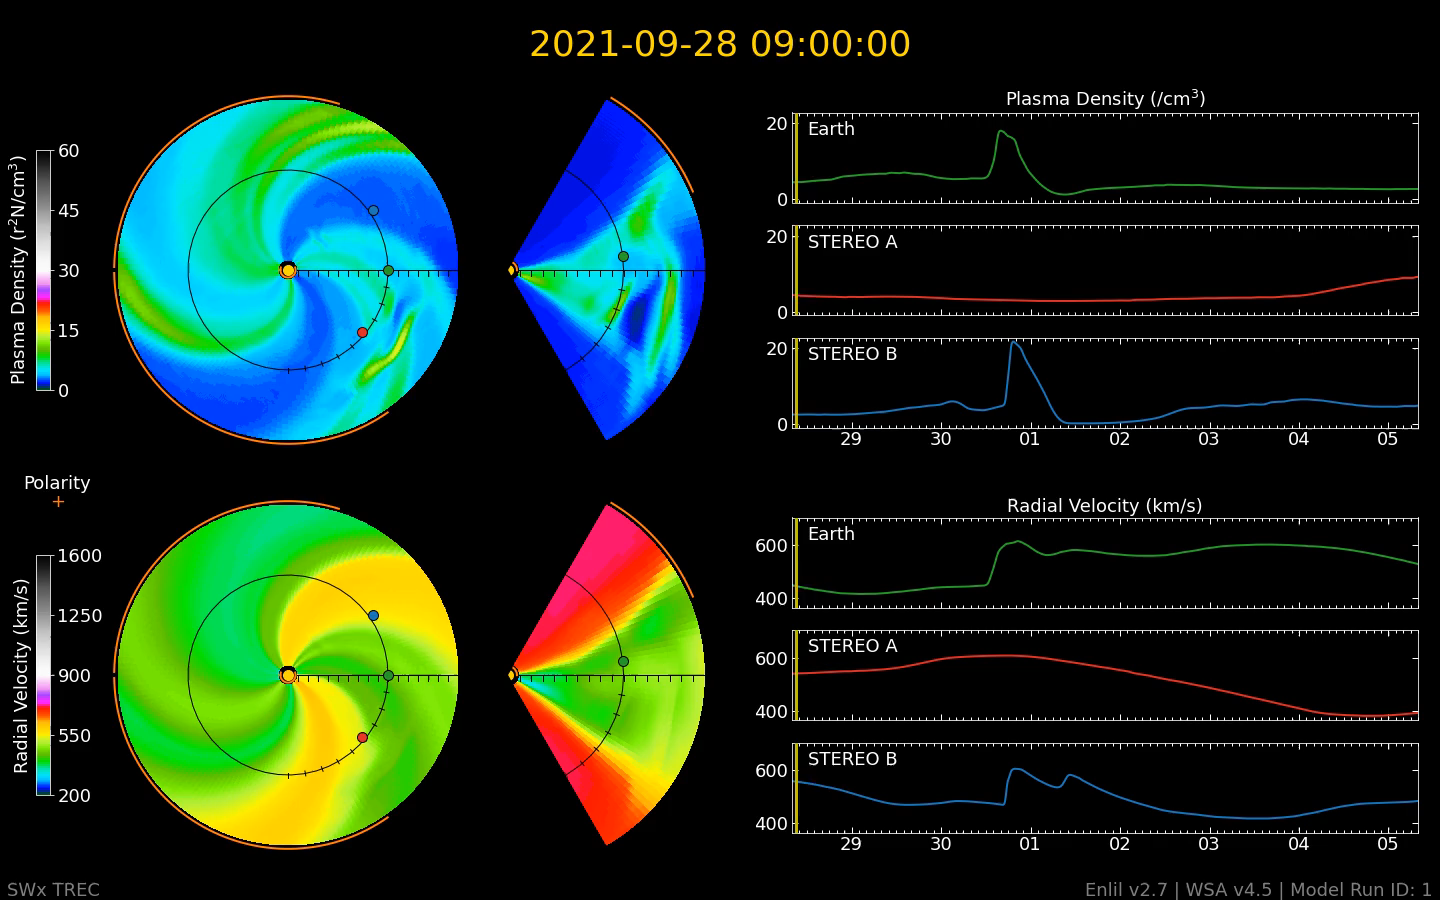 2021-09-28 09:00:00
Plasma Density (r²N/cm³)
60
45
30
15
0
Plasma Density (/cm³)
Earth
20
0
STEREO A
20
0
STEREO B
20
0
29 30 01 02 03 04 05
Polarity
+
Radial Velocity (km/s)
1600
1250
900
550
200
Radial Velocity (km/s)
Earth
600
400
STEREO A
600
400
STEREO B
600
400
29 30 01 02 03 04 05
SWx TREC
Enlil v2.7 | WSA v4.5 | Model Run ID: 1